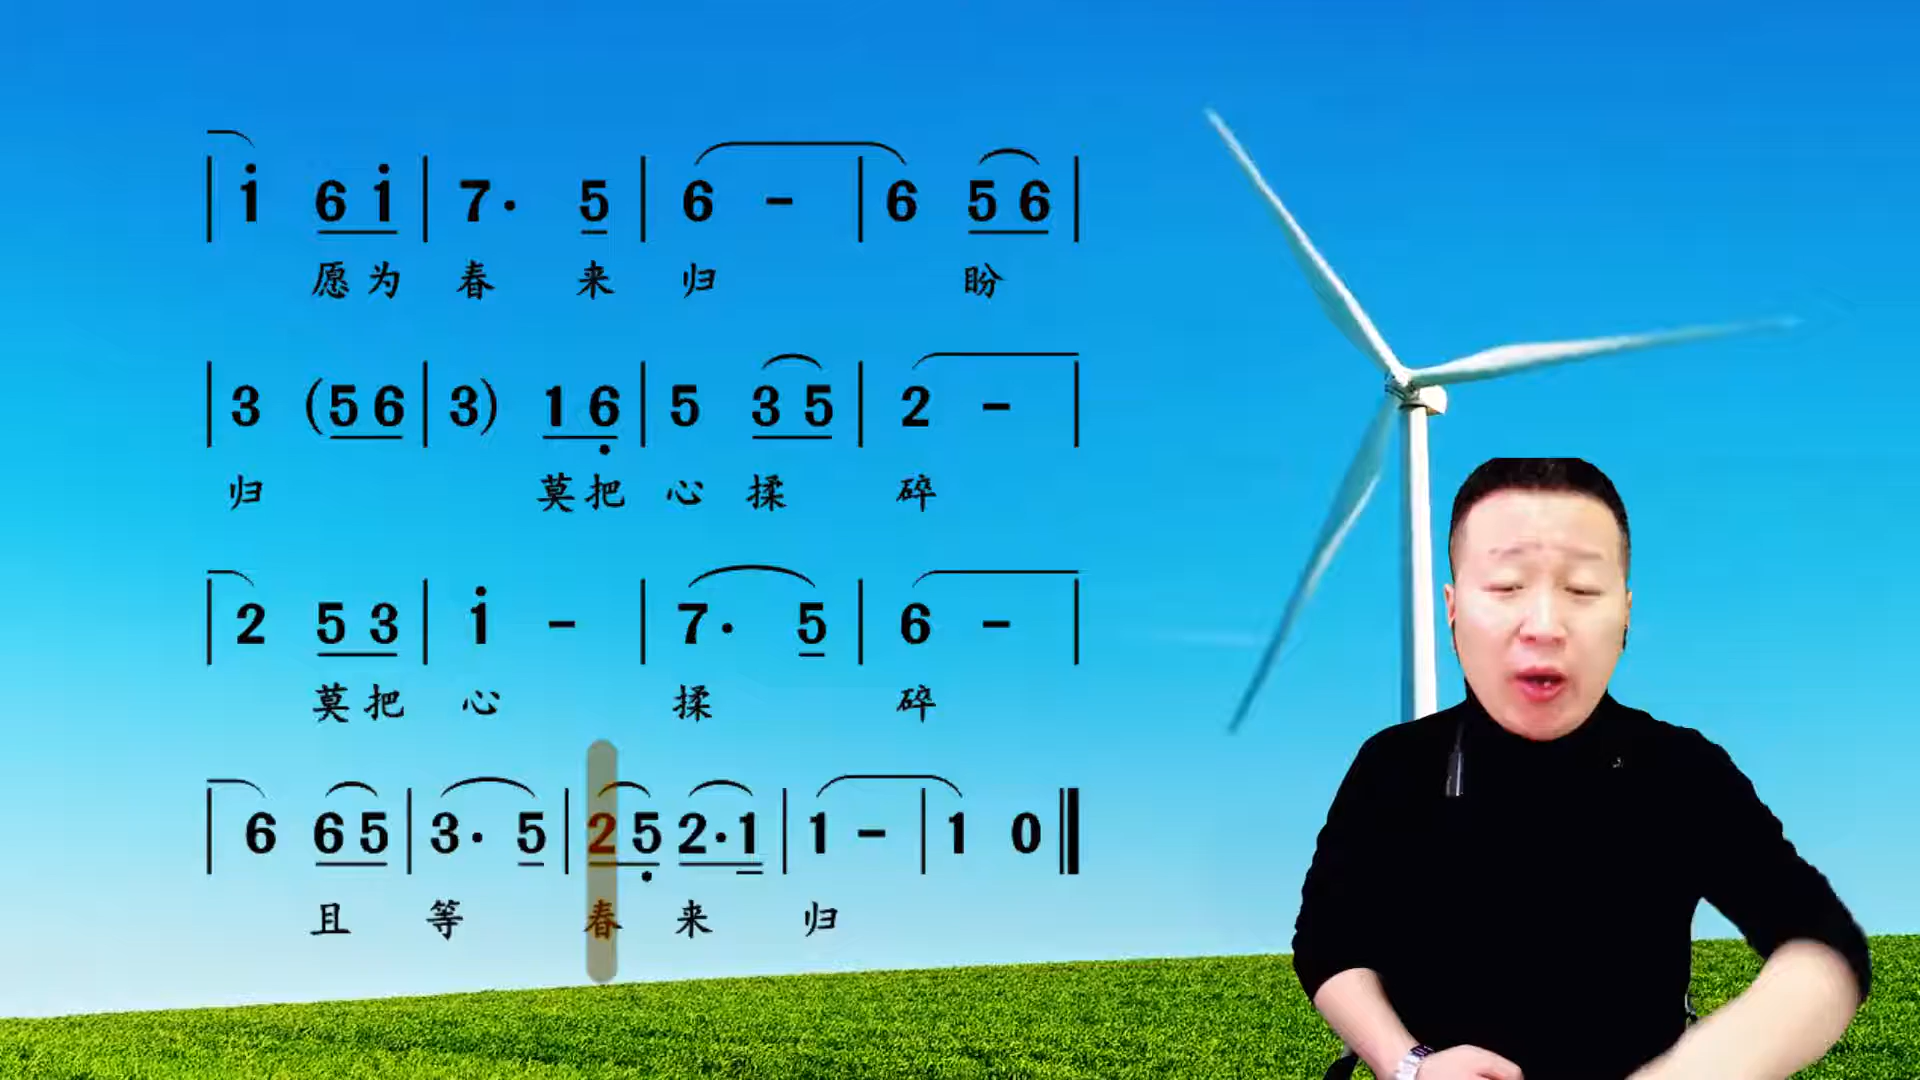 | i 6 i | 7· 5 | 6 - | 6 5 6 |
愿为 春 来 归 盼
| 3 (5 6 | 3) 1 6 | 5 3 5 | 2 - |
归 莫把 心 揉 碎
| 2 5 3 | i - | 7· 5 | 6 - |
莫把 心 揉 碎
| 6 6 5 | 3· 5 | 2 5 2·1 | 1 - | 1 0 ‖
且 等 春 来 归